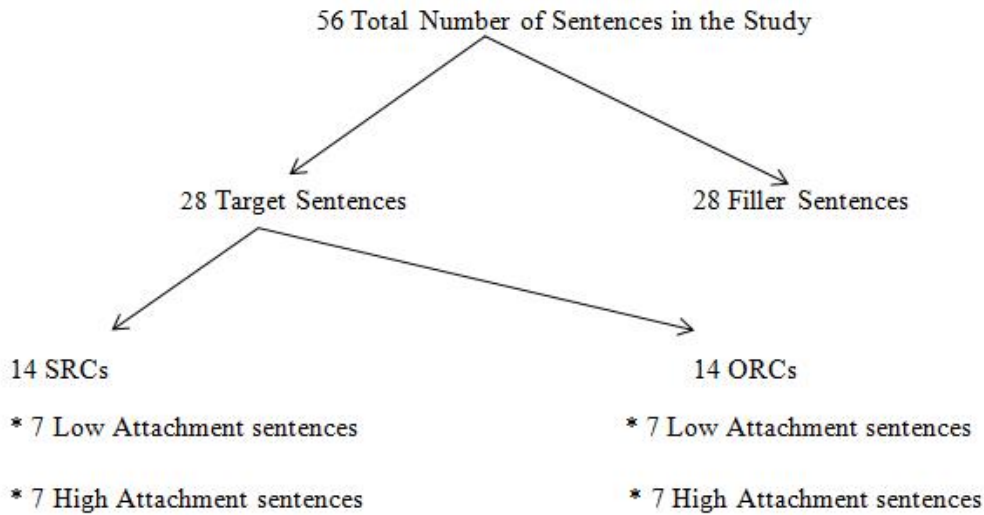 56 Total Number of Sentences in the Study
28 Target Sentences
28 Filler Sentences
14 SRCs
14 ORCs
* 7 Low Attachment sentences
* 7 Low Attachment sentences
* 7 High Attachment sentences
* 7 High Attachment sentences